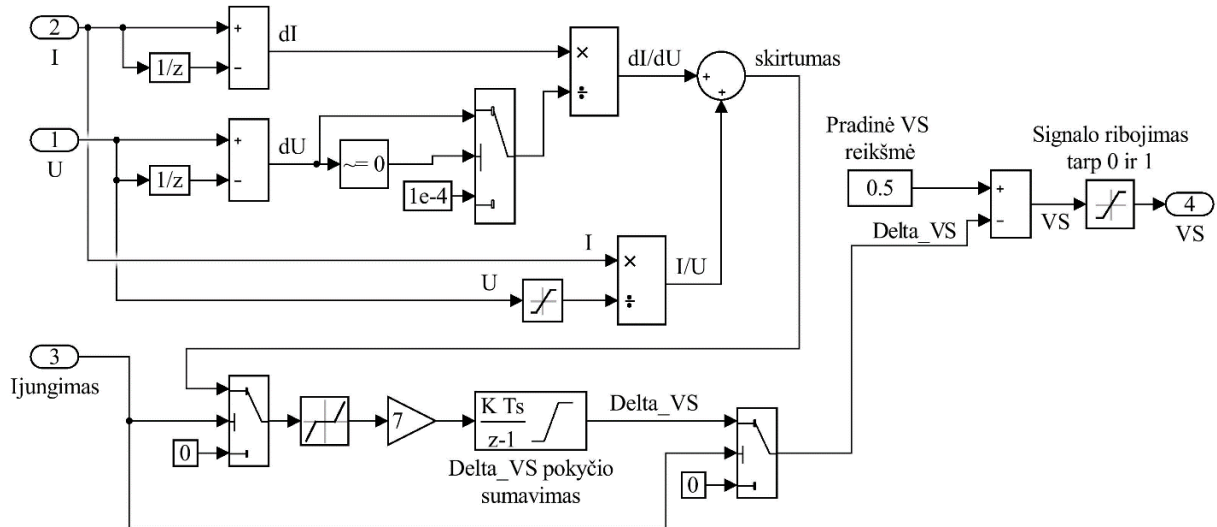 2
I
+
−
dI
1/z
×
÷
dI/dU
+
+
skirtumas
1
U
+
−
dU
1/z
~= 0
1e-4
Pradinė VS
reikšmė
0.5
Signalo ribojimas
tarp 0 ir 1
+
−
VS
4
VS
Delta_VS
I
×
÷
I/U
U
3
Ijungimas
0
7
K Ts
z-1
Delta_VS
Delta_VS pokyčio
sumavimas
0